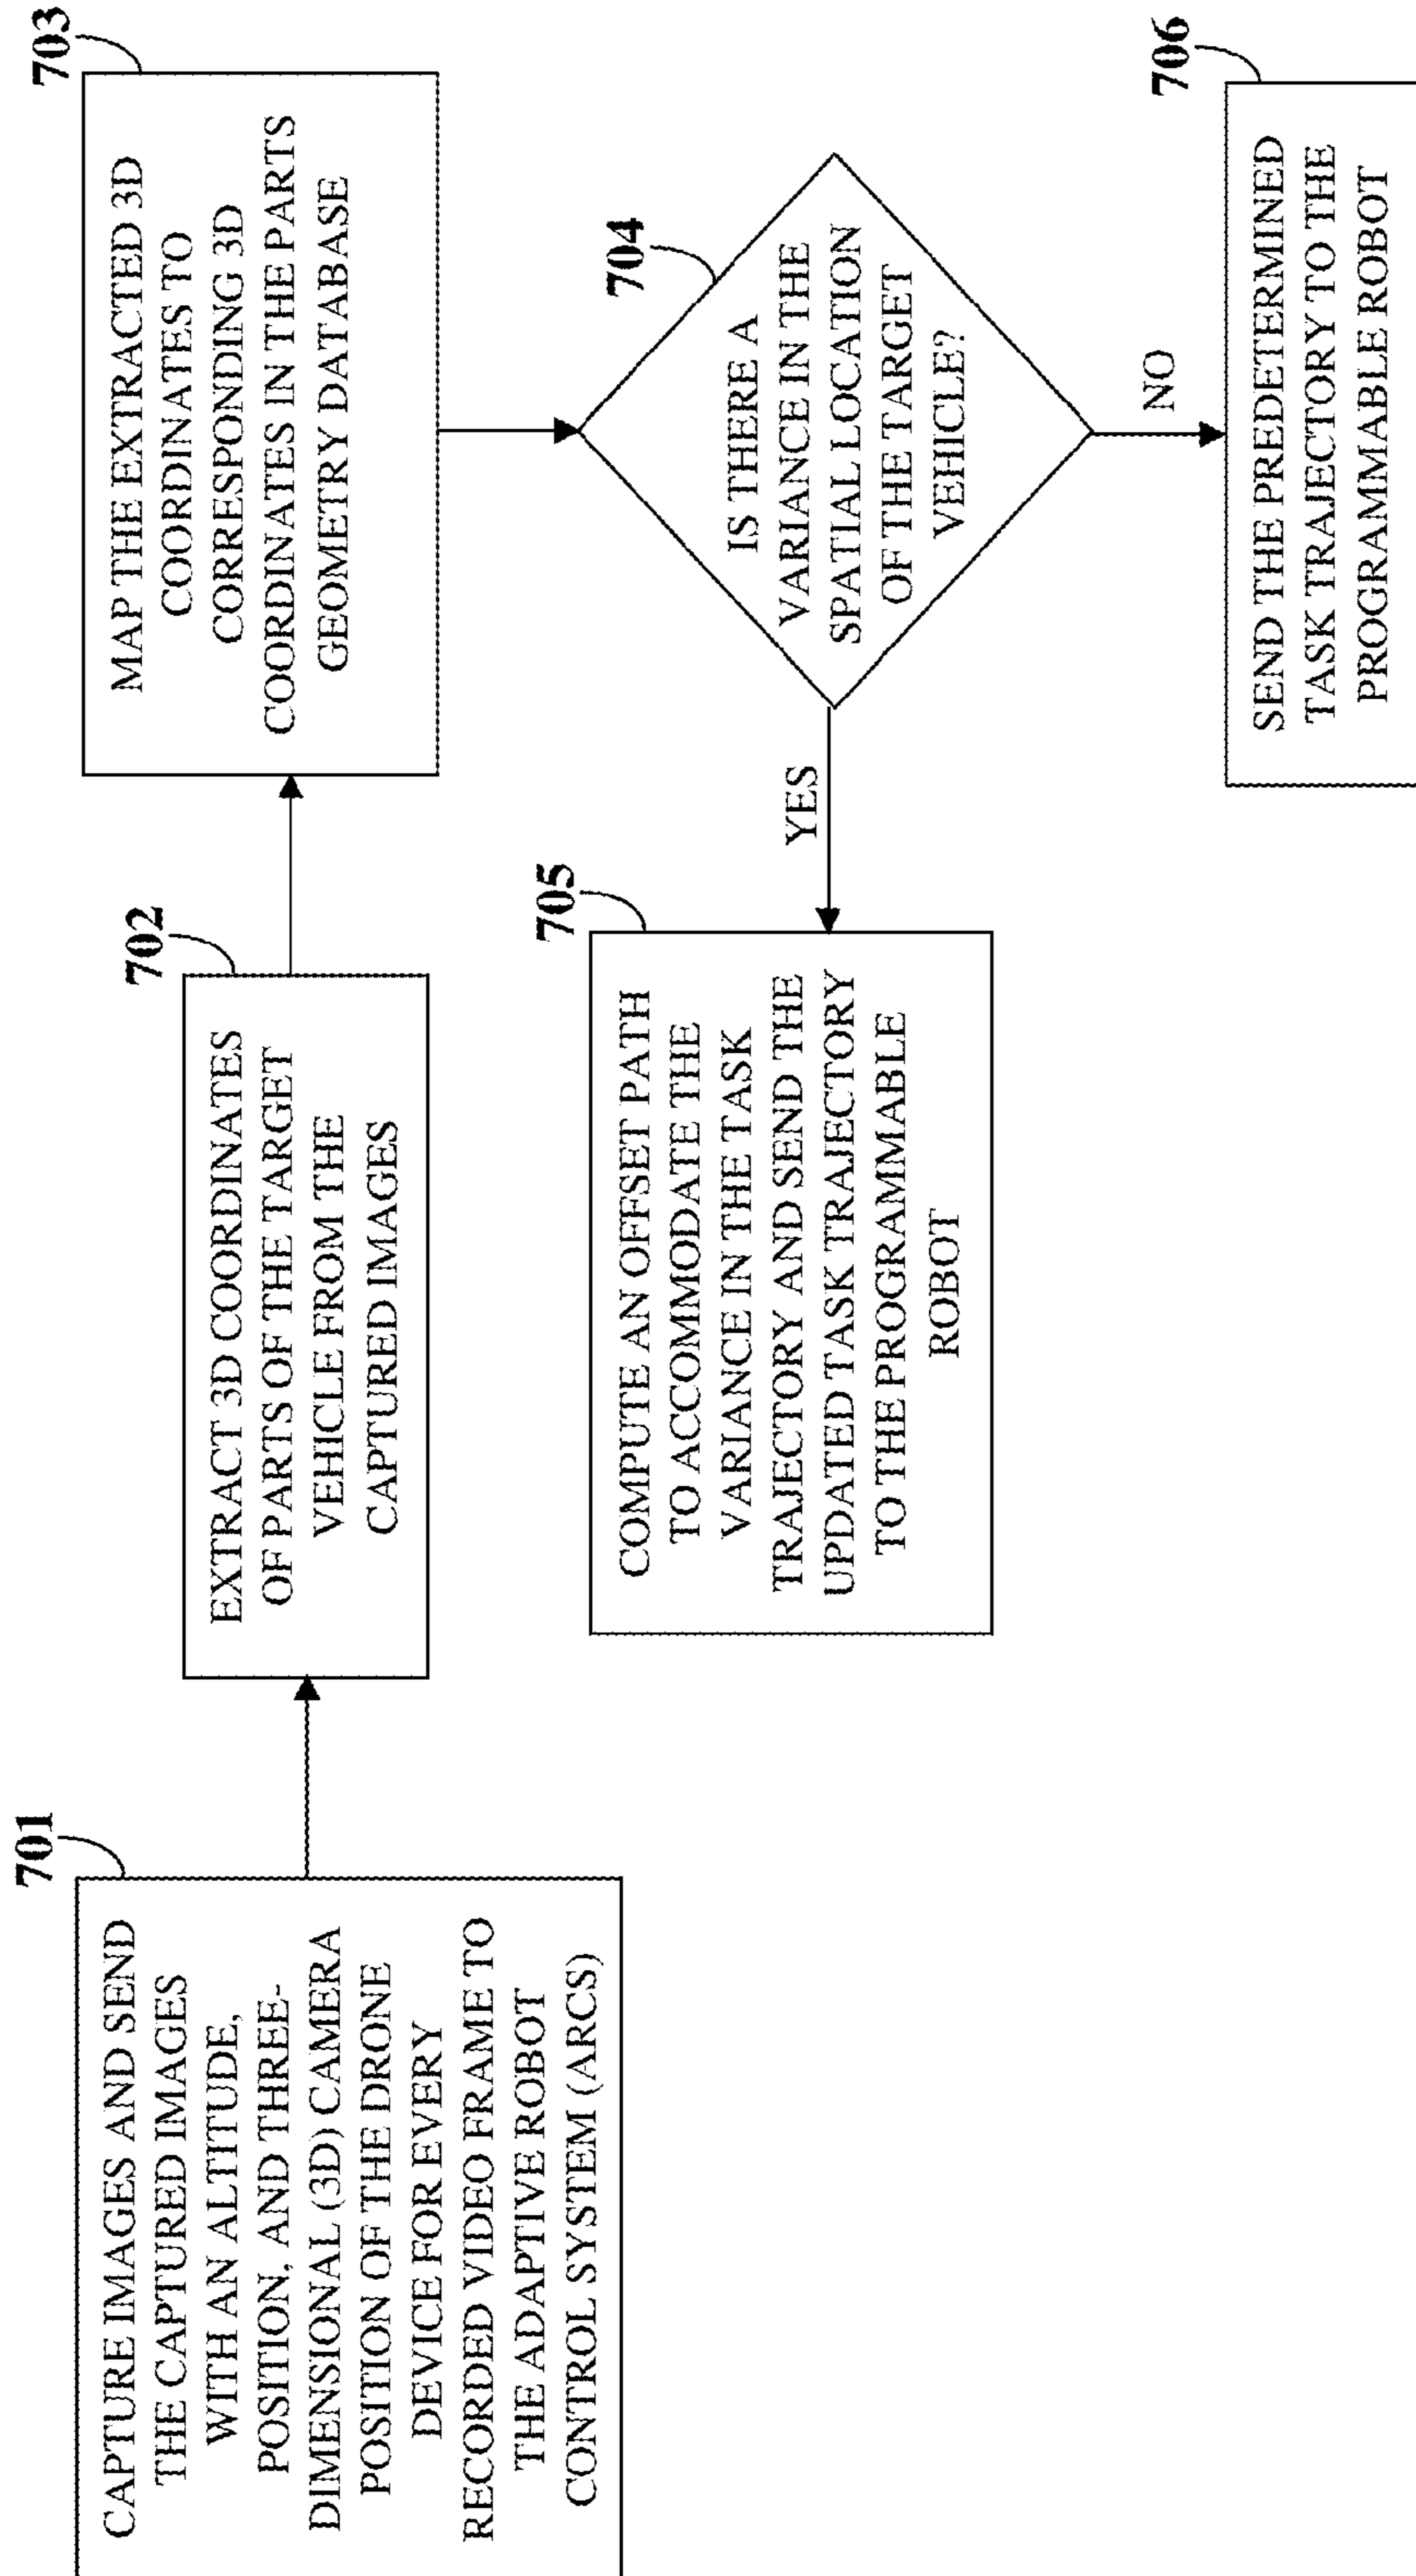 701
CAPTURE IMAGES AND SEND
THE CAPTURED IMAGES
WITH AN ALTITUDE,
POSITION, AND THREE-
DIMENSIONAL (3D) CAMERA
POSITION OF THE DRONE
DEVICE FOR EVERY
RECORDED VIDEO FRAME TO
THE ADAPTIVE ROBOT
CONTROL SYSTEM (ARCS)
702
EXTRACT 3D COORDINATES
OF PARTS OF THE TARGET
VEHICLE FROM THE
CAPTURED IMAGES
703
MAP THE EXTRACTED 3D
COORDINATES TO
CORRESPONDING 3D
COORDINATES IN THE PARTS
GEOMETRY DATABASE
704
IS THERE A
VARIANCE IN THE
SPATIAL LOCATION
OF THE TARGET
VEHICLE?
YES
705
COMPUTE AN OFFSET PATH
TO ACCOMMODATE THE
VARIANCE IN THE TASK
TRAJECTORY AND SEND THE
UPDATED TASK TRAJECTORY
TO THE PROGRAMMABLE
ROBOT
NO
706
SEND THE PREDETERMINED
TASK TRAJECTORY TO THE
PROGRAMMABLE ROBOT